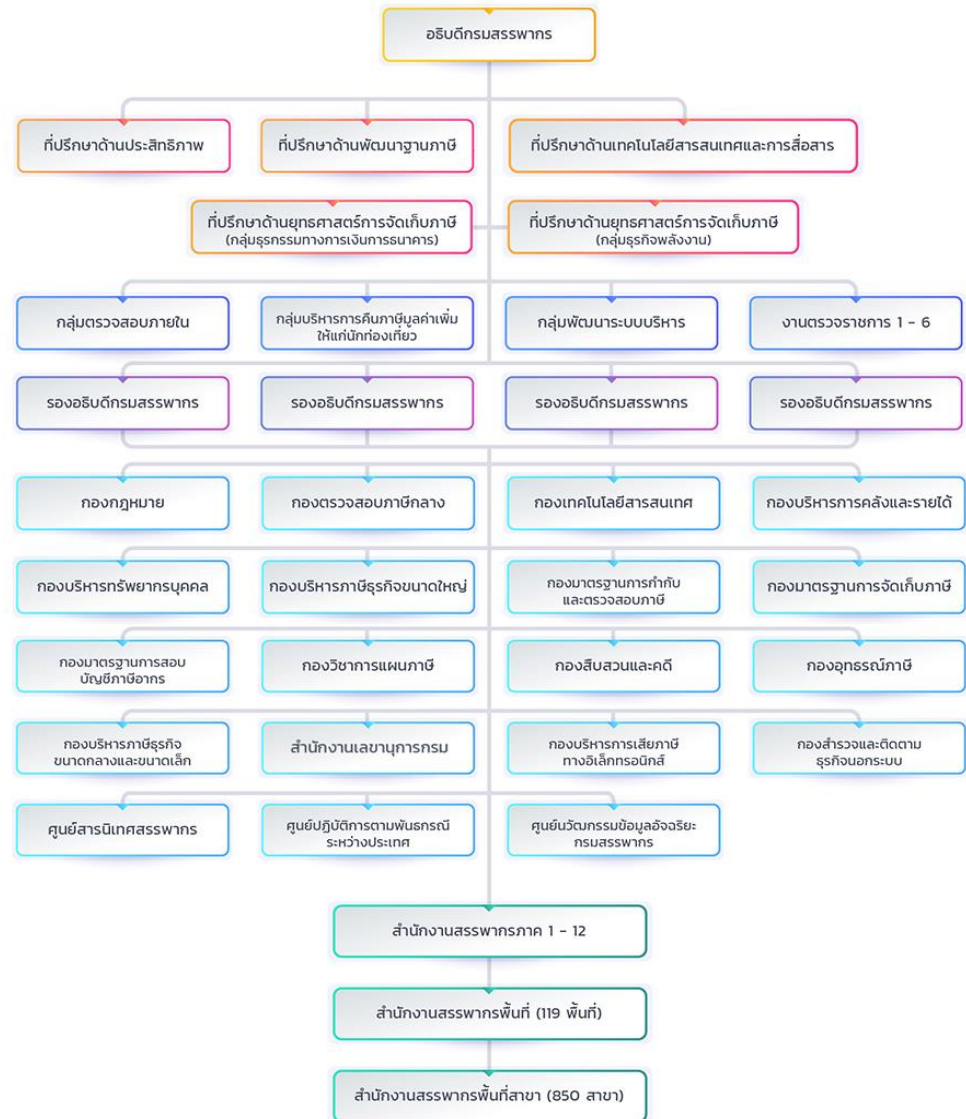 อธิบดีกรมสรรพากร
ที่ปรึกษาด้านประสิทธิภาพ
ที่ปรึกษาด้านพัฒนาฐานภาษี
ที่ปรึกษาด้านเทคโนโลยีสารสนเทศและการสื่อสาร
ที่ปรึกษาด้านยุทธศาสตร์การจัดเก็บภาษี
(กลุ่มธุรกรรมทางการเงินการธนาคาร)
ที่ปรึกษาด้านยุทธศาสตร์การจัดเก็บภาษี
(กลุ่มธุรกิจพลังงาน)
กลุ่มตรวจสอบภายใน
กลุ่มบริหารการคืนภาษีมูลค่าเพิ่ม
ให้แก่นักท่องเที่ยว
กลุ่มพัฒนาระบบบริหาร
งานตรวจราชการ 1 - 6
รองอธิบดีกรมสรรพากร
รองอธิบดีกรมสรรพากร
รองอธิบดีกรมสรรพากร
รองอธิบดีกรมสรรพากร
กองกฎหมาย
กองตรวจสอบภาษีกลาง
กองเทคโนโลยีสารสนเทศ
กองบริหารการคลังและรายได้
กองบริหารทรัพยากรบุคคล
กองบริหารภาษีธุรกิจขนาดใหญ่
กองมาตรฐานการกำกับ
และตรวจสอบภาษี
กองมาตรฐานการจัดเก็บภาษี
กองมาตรฐานการสอบ
บัญชีภาษีอากร
กองวิชาการแผนภาษี
กองสืบสวนและคดี
กองอุทธรณ์ภาษี
กองบริหารภาษีธุรกิจ
ขนาดกลางและขนาดเล็ก
สำนักงานเลขานุการกรม
กองบริหารการเสียภาษี
ทางอิเล็กทรอนิกส์
กองสำรวจและติดตาม
ธุรกิจนอกระบบ
ศูนย์สารนิเทศสรรพากร
ศูนย์ปฏิบัติการตามพันธกรณี
ระหว่างประเทศ
ศูนย์นวัตกรรมข้อมูลอัจฉริยะ
กรมสรรพากร
สำนักงานสรรพากรภาค 1 - 12
สำนักงานสรรพากรพื้นที่ (119 พื้นที่)
สำนักงานสรรพากรพื้นที่สาขา (850 สาขา)